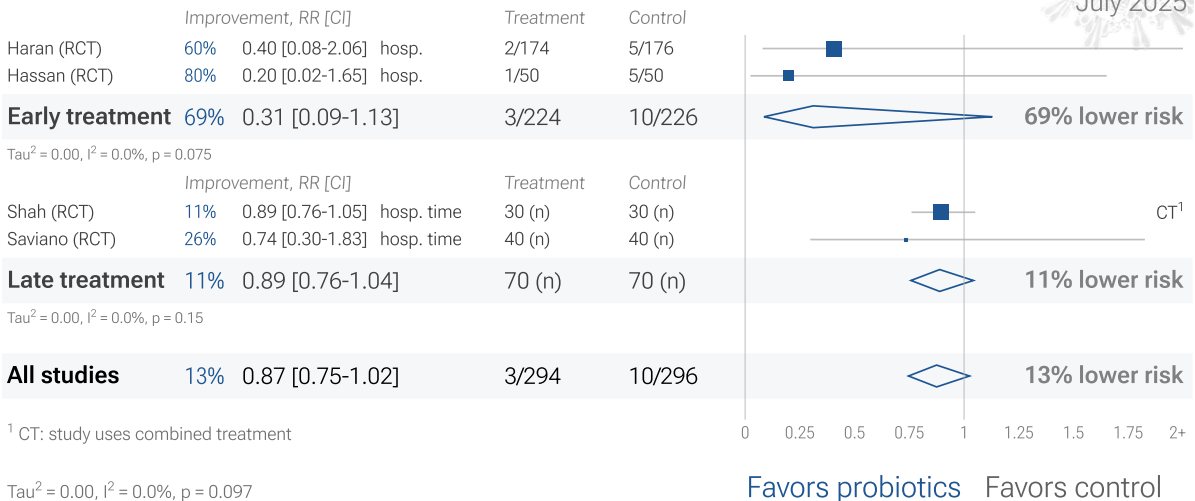 July 2025
Improvement, RR [CI] Treatment Control
Haran (RCT) 60% 0.40 [0.08-2.06] hosp. 2/174 5/176
Hassan (RCT) 80% 0.20 [0.02-1.65] hosp. 1/50 5/50
Early treatment 69% 0.31 [0.09-1.13] 3/224 10/226 69% lower risk
Tau² = 0.00, I² = 0.0%, p = 0.075
Improvement, RR [CI] Treatment Control
Shah (RCT) 11% 0.89 [0.76-1.05] hosp. time 30 (n) 30 (n) CT¹
Saviano (RCT) 26% 0.74 [0.30-1.83] hosp. time 40 (n) 40 (n)
Late treatment 11% 0.89 [0.76-1.04] 70 (n) 70 (n) 11% lower risk
Tau² = 0.00, I² = 0.0%, p = 0.15
All studies 13% 0.87 [0.75-1.02] 3/294 10/296 13% lower risk
¹ CT: study uses combined treatment 0 0.25 0.5 0.75 1 1.25 1.5 1.75 2+
Tau² = 0.00, I² = 0.0%, p = 0.097 Favors probiotics Favors control